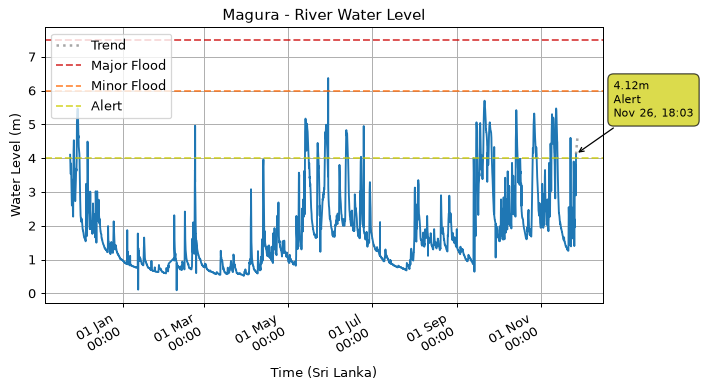 Magura - River Water Level
Trend
Major Flood
Minor Flood
Alert
4.12m
Alert
Nov 26, 18:03
Water Level (m)
7
6
5
4
3
2
1
0
01 Jan
00:00
01 Mar
00:00
01 May
00:00
01 Jul
00:00
01 Sep
00:00
01 Nov
00:00
Time (Sri Lanka)